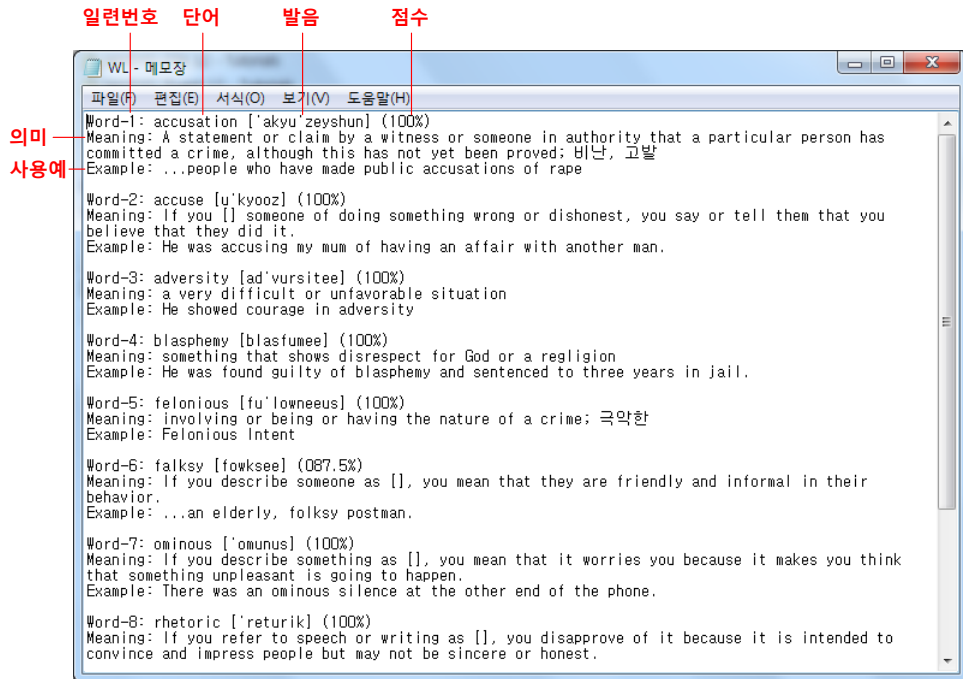 일련번호 단어 발음 점수
WL - 메모장
파일(F) 편집(E) 서식(O) 보기(V) 도움말(H)
Word-1: accusation ['akyu`zeyshun] (100%)
의미
Meaning: A statement or claim by a witness or someone in authority that a particular person has
committed a crime, although this has not yet been proved; 비난, 고발
사용예
Example: ...people who have made public accusations of rape
Word-2: accuse [u'kyooz] (100%)
Meaning: If you [] someone of doing something wrong or dishonest, you say or tell them that you
believe that they did it.
Example: He was accusing my mum of having an affair with another man.
Word-3: adversity [ad'vursitee] (100%)
Meaning: a very difficult or unfavorable situation
Example: He showed courage in adversity
Word-4: blasphemy [blasfumee] (100%)
Meaning: something that shows disrespect for God or a regligion
Example: He was found guilty of blasphemy and sentenced to three years in jail.
Word-5: felonious [fu'lowneeus] (100%)
Meaning: involving or being or having the nature of a crime; 극악한
Example: Felonious Intent
Word-6: falksy [fowksee] (087.5%)
Meaning: If you describe someone as [], you mean that they are friendly and informal in their
behavior.
Example: ...an elderly, folksy postman.
Word-7: ominous ['omunus] (100%)
Meaning: If you describe something as [], you mean that it worries you because it makes you think
that something unpleasant is going to happen.
Example: There was an ominous silence at the other end of the phone.
Word-8: rhetoric ['returik] (100%)
Meaning: If you refer to speech or writing as [], you disapprove of it because it is intended to
convince and impress people but may not be sincere or honest.